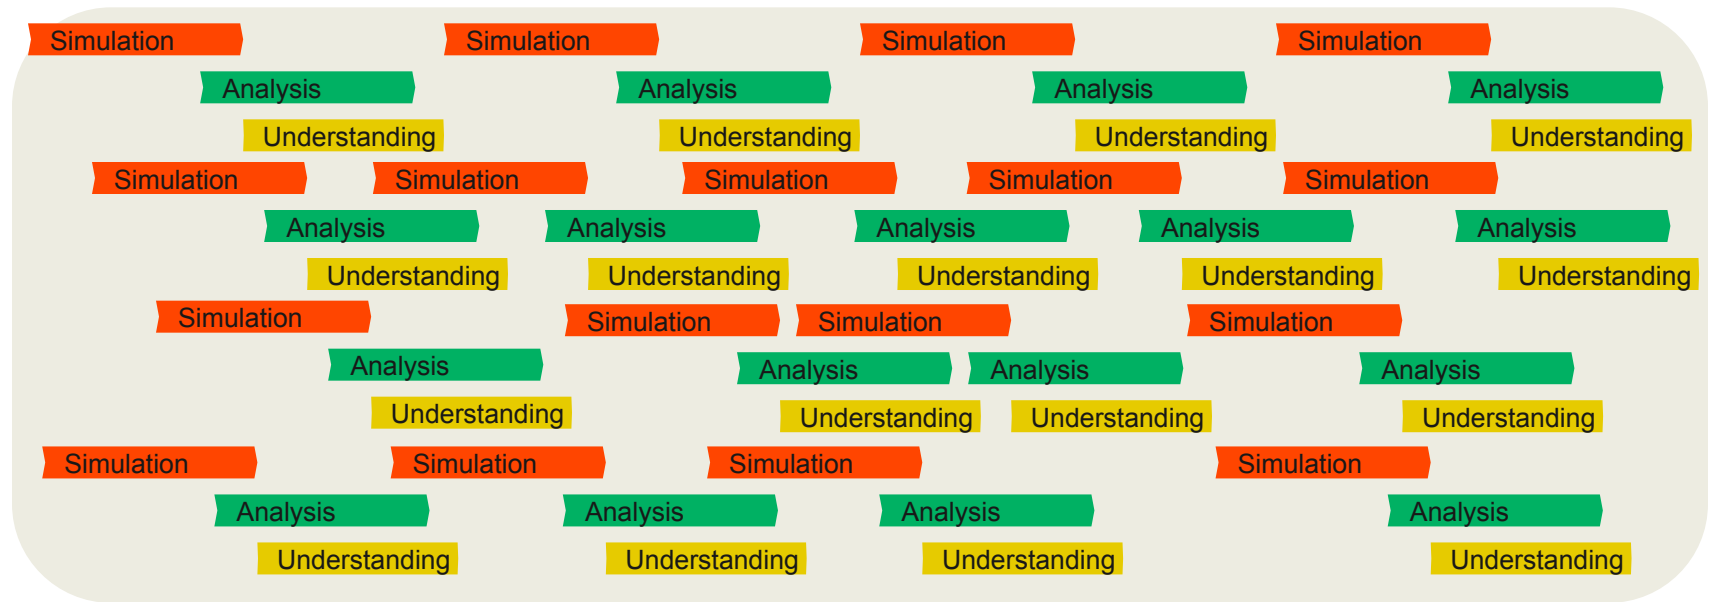 Simulation Simulation Simulation Simulation
Analysis Analysis Analysis Analysis
Understanding Understanding Understanding Understanding
Simulation Simulation Simulation Simulation Simulation
Analysis Analysis Analysis Analysis Analysis
Understanding Understanding Understanding Understanding Understanding
Simulation Simulation Simulation Simulation
Analysis Analysis Analysis Analysis
Understanding Understanding Understanding Understanding
Simulation Simulation Simulation Simulation
Analysis Analysis Analysis Analysis
Understanding Understanding Understanding Understanding